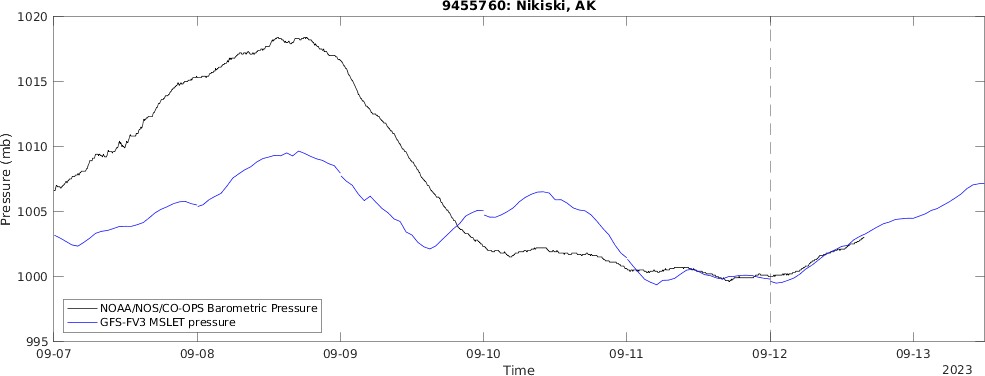 9455760: Nikiski, AK
Pressure (mb)
1020
1015
1010
1005
1000
995
NOAA/NOS/CO-OPS Barometric Pressure
GFS-FV3 MSLET pressure
09-07 09-08 09-09 09-10 09-11 09-12 09-13
Time
2023